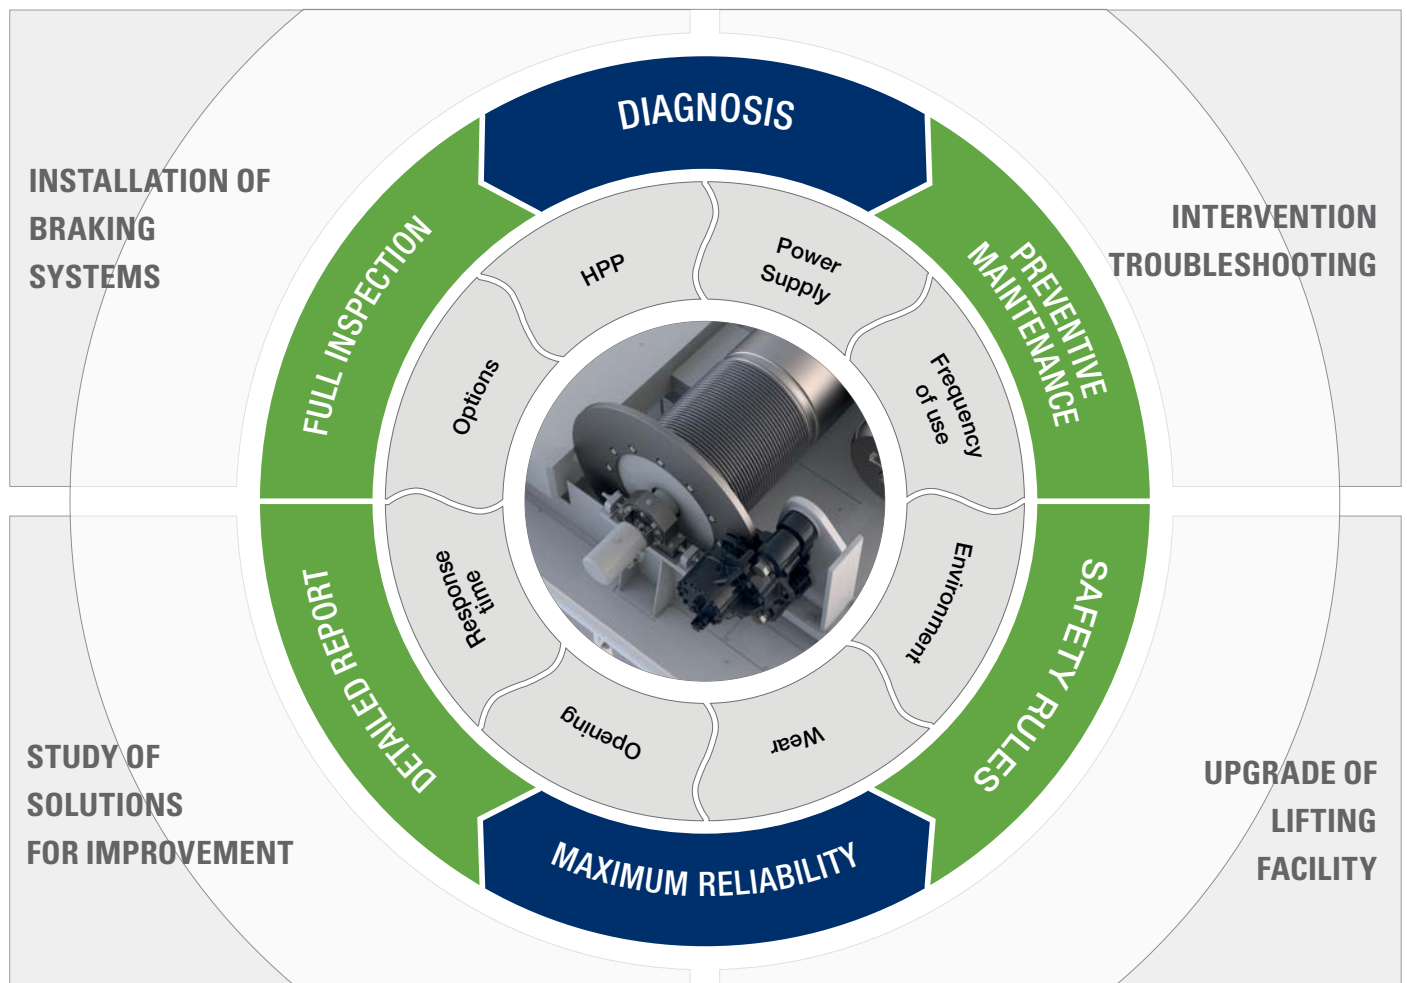 DIAGNOSIS
INSTALLATION OF
BRAKING
SYSTEMS
INTERVENTION
TROUBLESHOOTING
FULL INSPECTION
PREVENTIVE
MAINTENANCE
HPP
Power
Supply
Options
Frequency
of use
Response
time
Environment
Opening
Wear
DETAILED REPORT
SAFETY RULES
STUDY OF
SOLUTIONS
FOR IMPROVEMENT
UPGRADE OF
LIFTING
FACILITY
MAXIMUM RELIABILITY